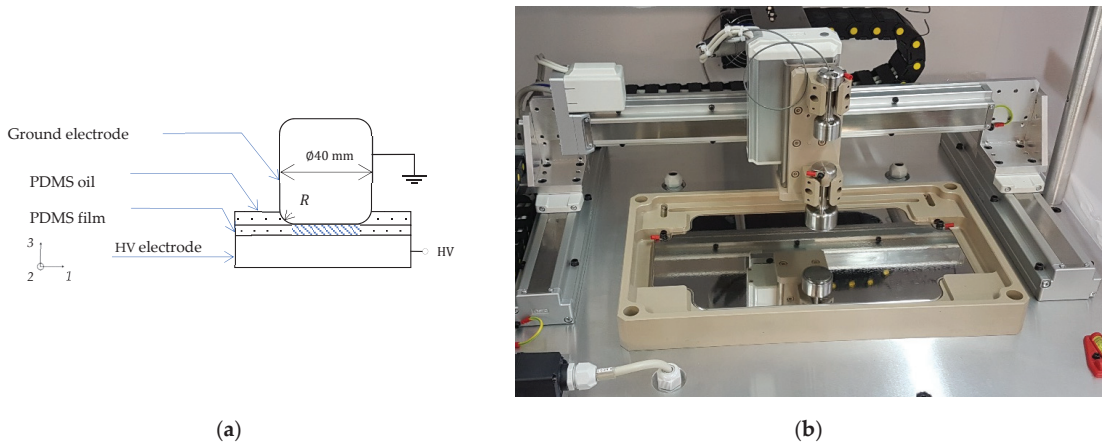 Ground electrode
Ø40 mm
PDMS oil
R
PDMS film
HV electrode
HV
3
2
1
(a)
(b)